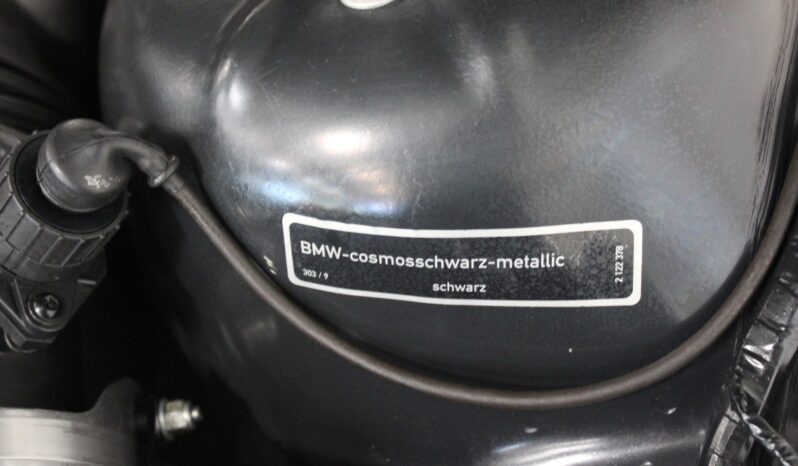 BMW-cosmosschwarz-metallic
303 / 9
schwarz
2 122 378